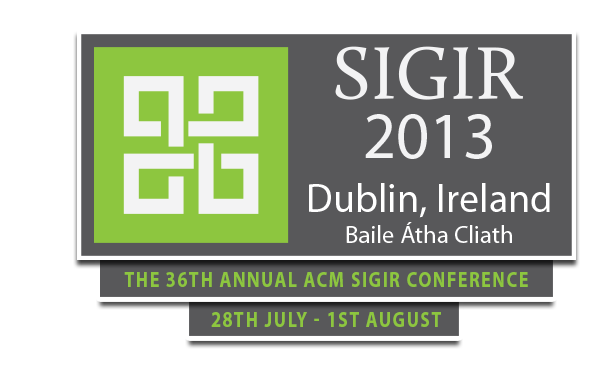 SIGIR
2013
Dublin, Ireland
Baile Átha Cliath
THE 36TH ANNUAL ACM SIGIR CONFERENCE
28TH JULY - 1ST AUGUST